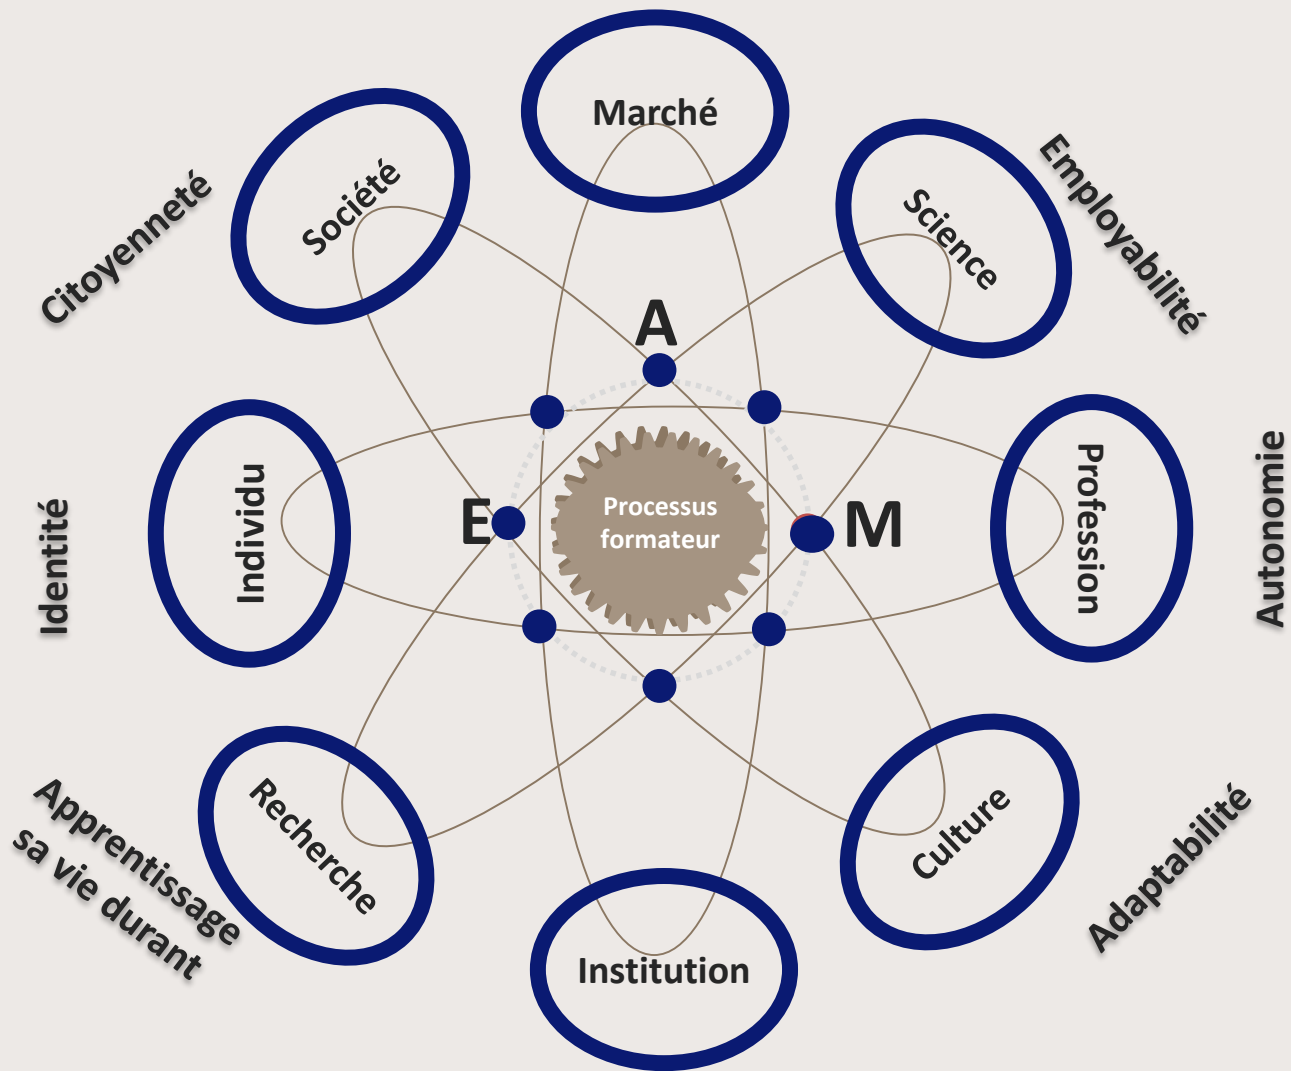 Marché
Société
Science
Citoyenneté
Employabilité
A
Individu
Profession
Identité
Autonomie
E
Processus
formateur
M
Recherche
Culture
Apprentissage
sa vie durant
Adaptabilité
Institution